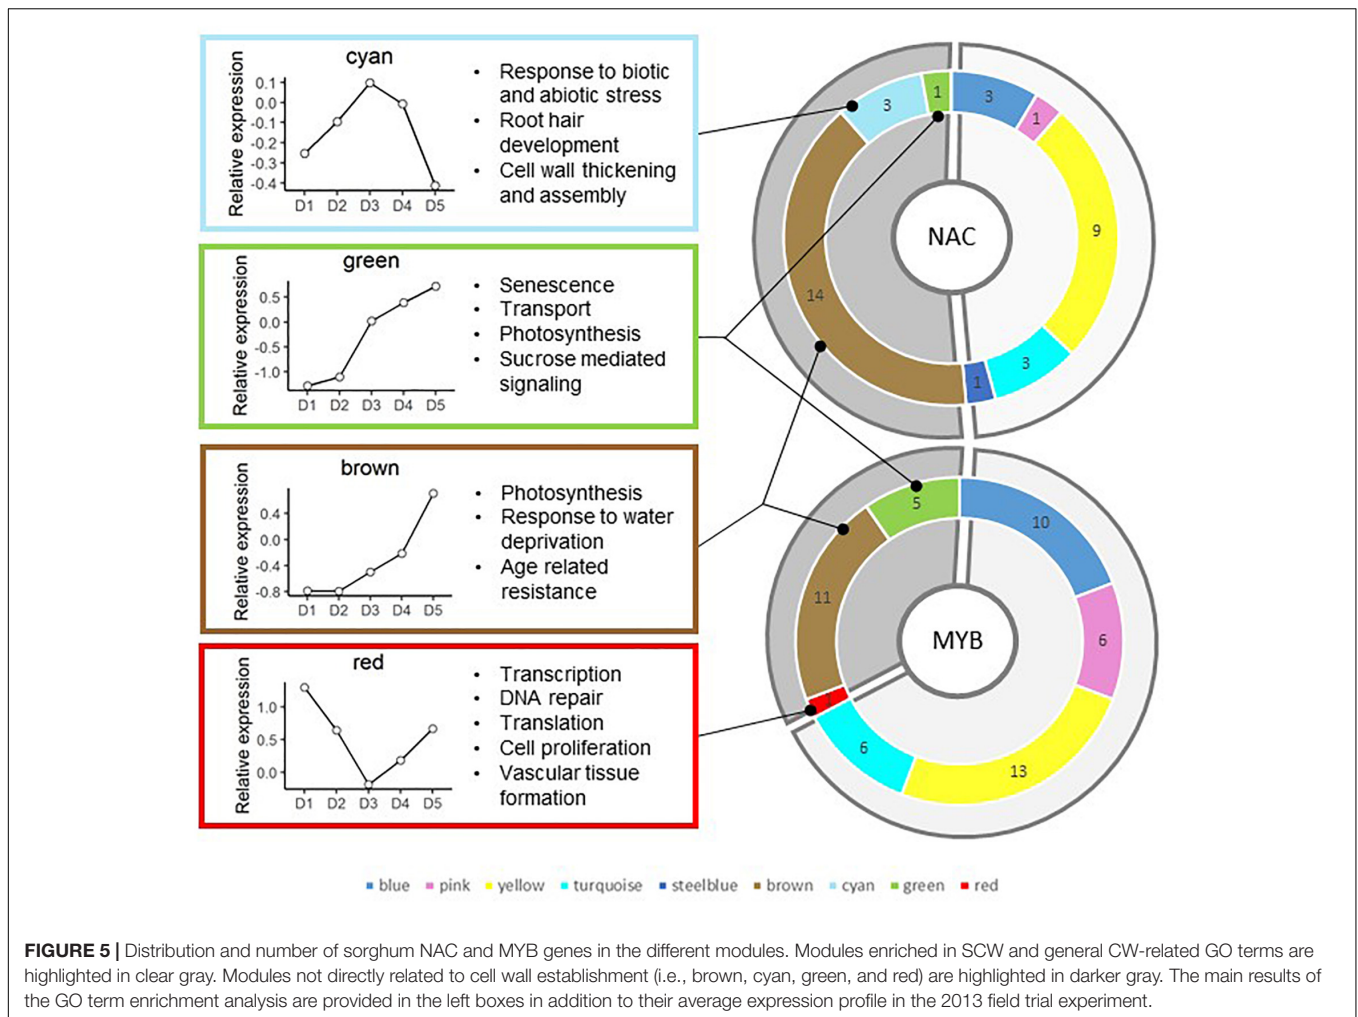 cyan
Relative expression
0.1
0.0
-0.1
-0.2
-0.3
-0.4
D1 D2 D3 D4 D5
• Response to biotic
and abiotic stress
• Root hair
development
• Cell wall thickening
and assembly
green
Relative expression
0.5
0.0
-0.5
-1.0
D1 D2 D3 D4 D5
• Senescence
• Transport
• Photosynthesis
• Sucrose mediated
signaling
brown
Relative expression
0.4
0.0
-0.4
-0.8
D1 D2 D3 D4 D5
• Photosynthesis
• Response to water
deprivation
• Age related
resistance
red
Relative expression
1.0
0.5
0.0
D1 D2 D3 D4 D5
• Transcription
• DNA repair
• Translation
• Cell proliferation
• Vascular tissue
formation
NAC
3
1
9
3
1
14
3
1
MYB
10
6
13
6
11
5
blue pink yellow turquoise steelblue brown cyan green red
FIGURE 5 | Distribution and number of sorghum NAC and MYB genes in the different modules. Modules enriched in SCW and general CW-related GO terms are
highlighted in clear gray. Modules not directly related to cell wall establishment (i.e., brown, cyan, green, and red) are highlighted in darker gray. The main results of
the GO term enrichment analysis are provided in the left boxes in addition to their average expression profile in the 2013 field trial experiment.